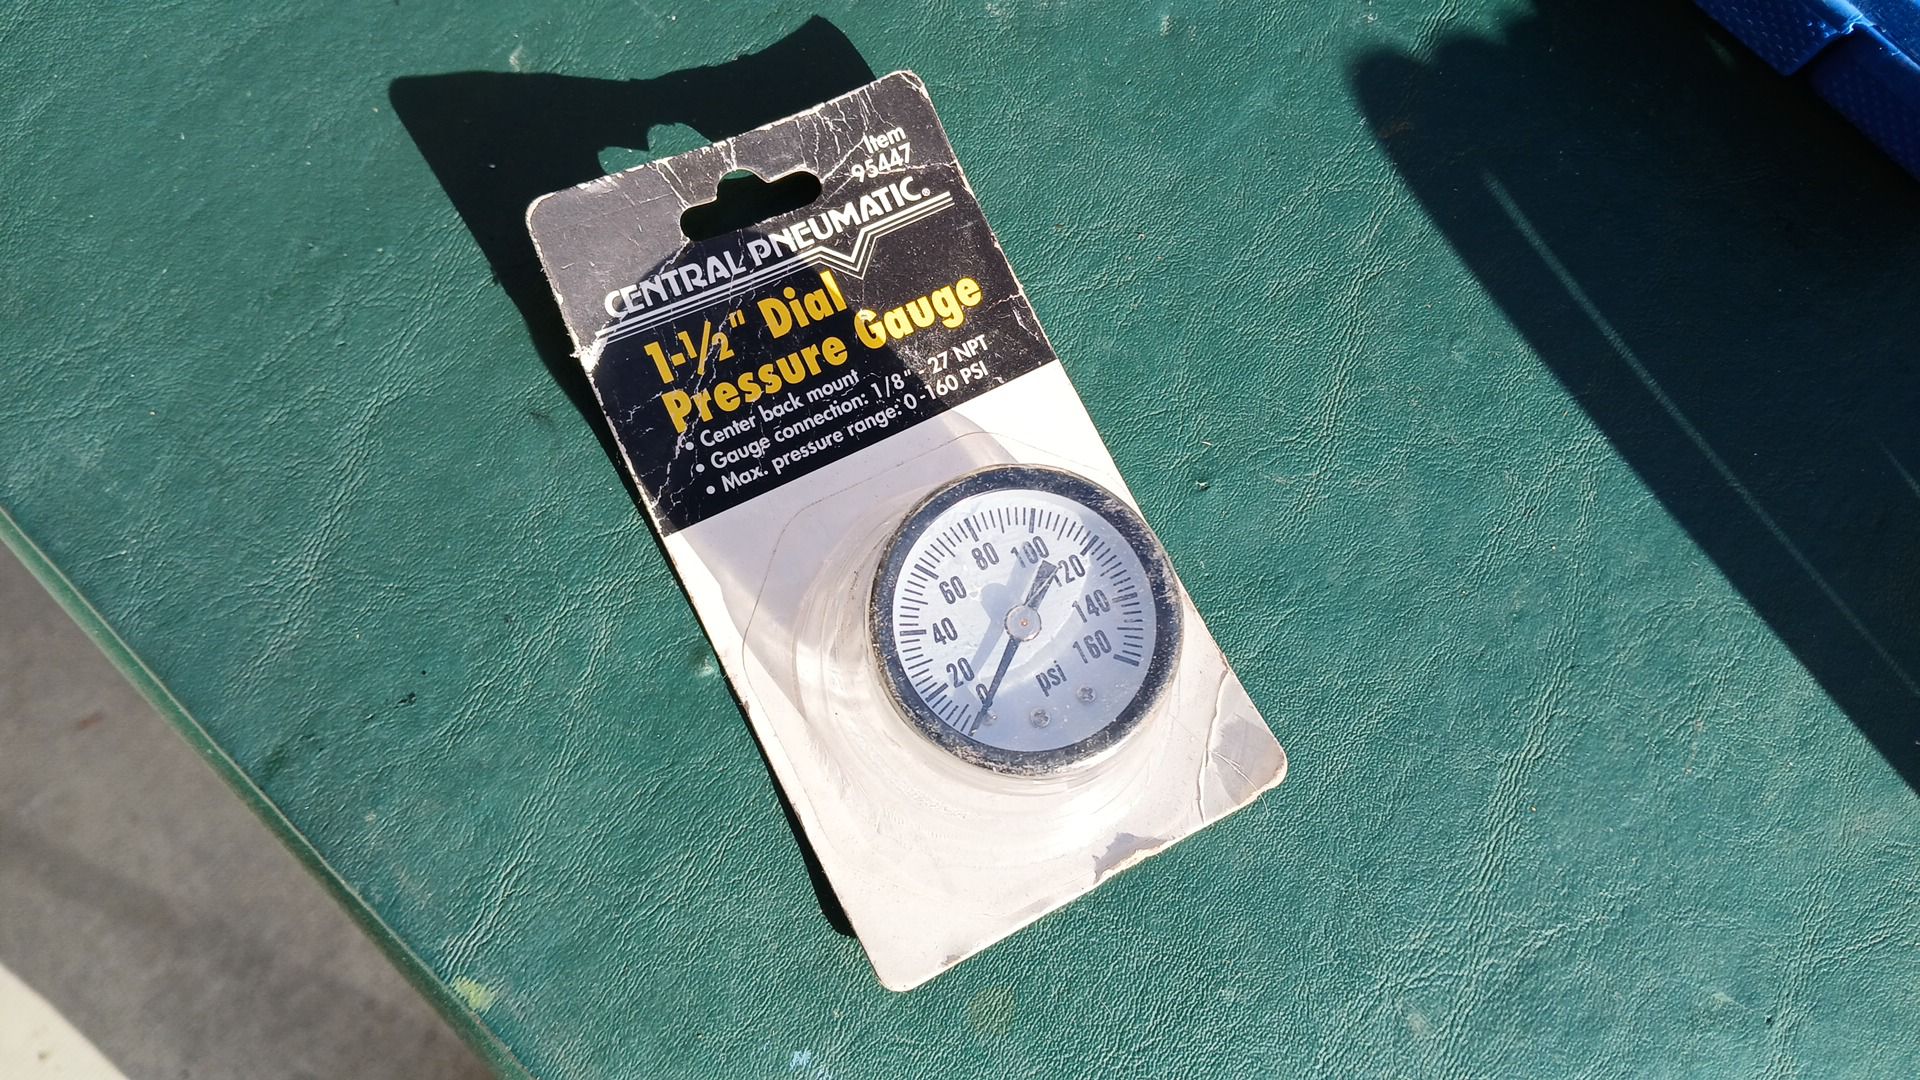 Item
95447
CENTRAL PNEUMATIC®
1-1/2" Dial
Pressure Gauge
• Center back mount
• Gauge connection: 1/8" - 27 NPT
• Max. pressure range: 0-160 PSI
0
20
40
60
80
100
120
140
160
psi